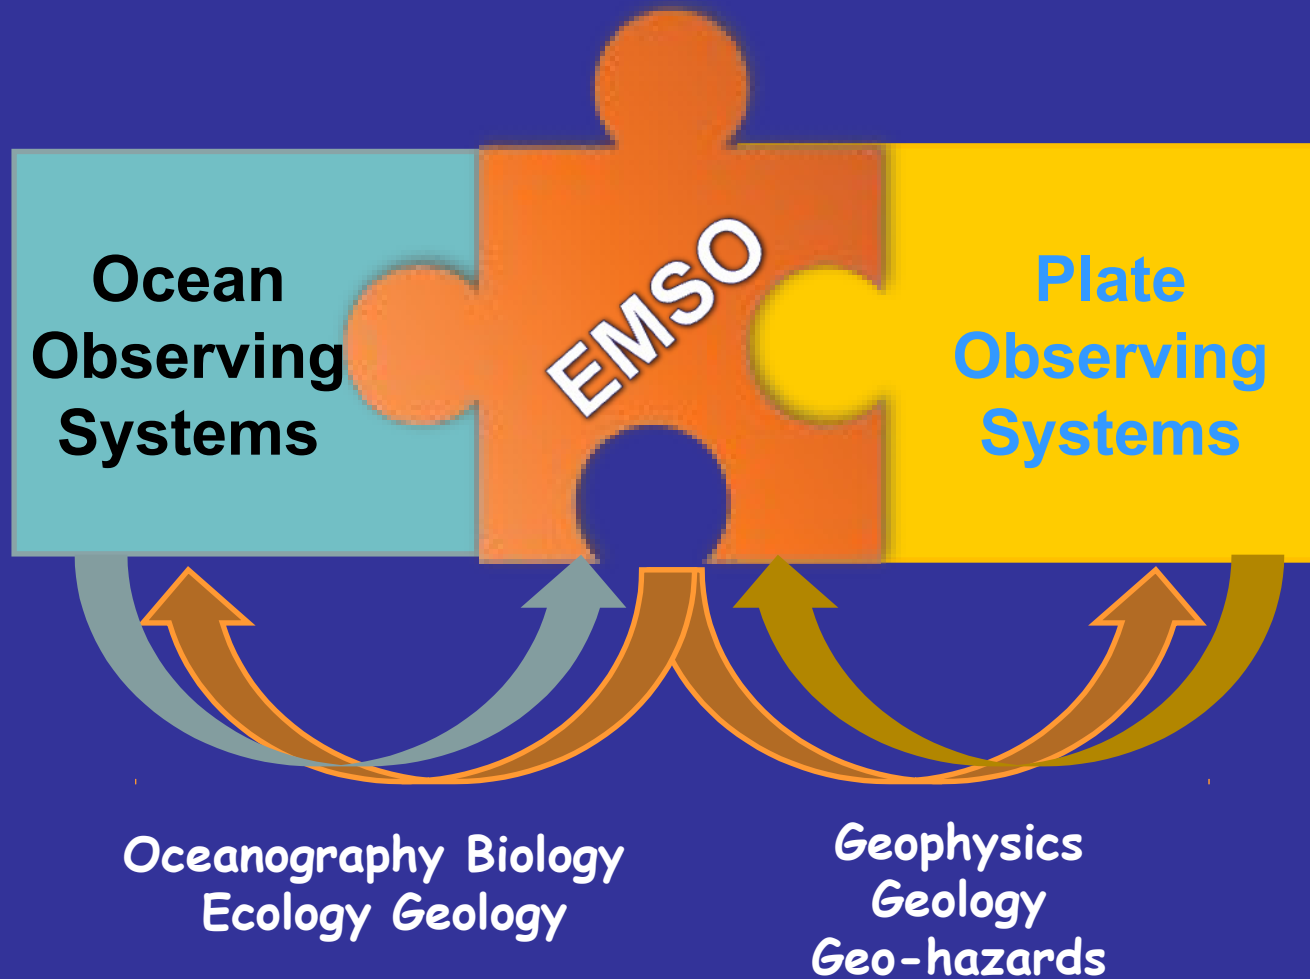 Ocean
Observing
Systems
EMSO
Plate
Observing
Systems
Oceanography Biology
Ecology Geology
Geophysics
Geology
Geo-hazards